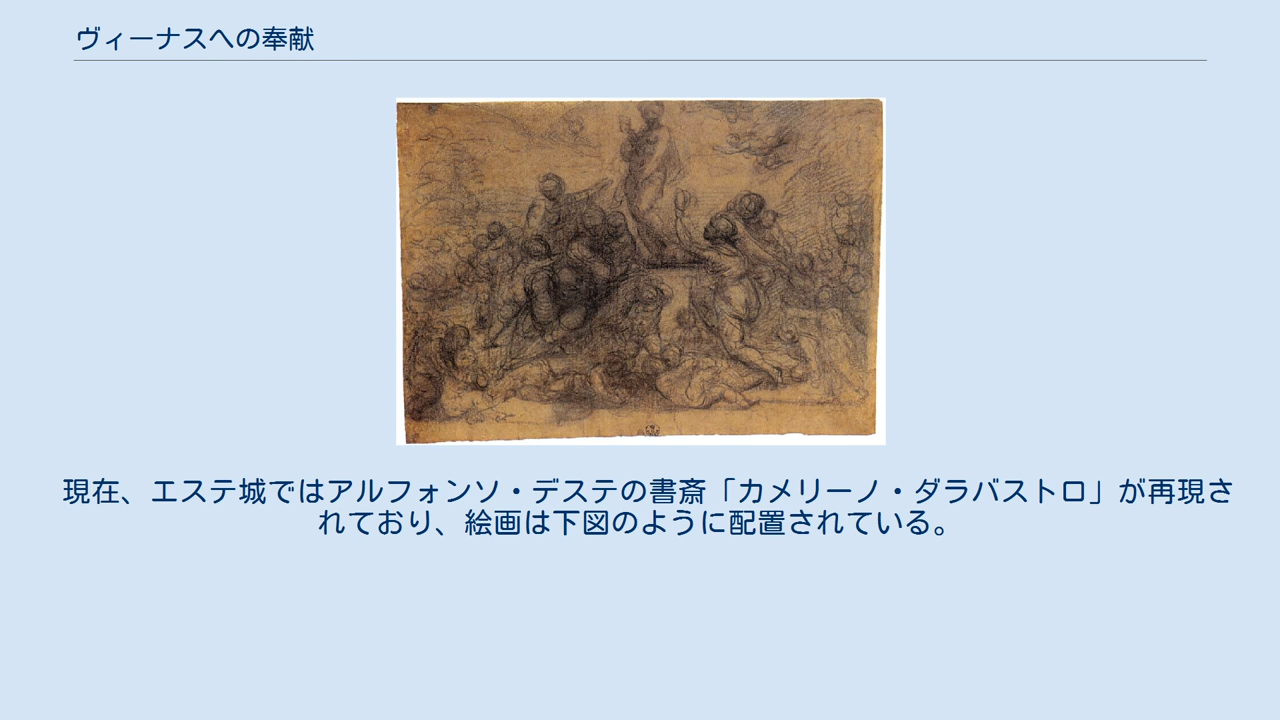 ヴィーナスへの奉献
現在、エステ城ではアルフォンソ・デステの書斎「カメリーノ・ダラバストロ」が再現さ
れており、絵画は下図のように配置されている。